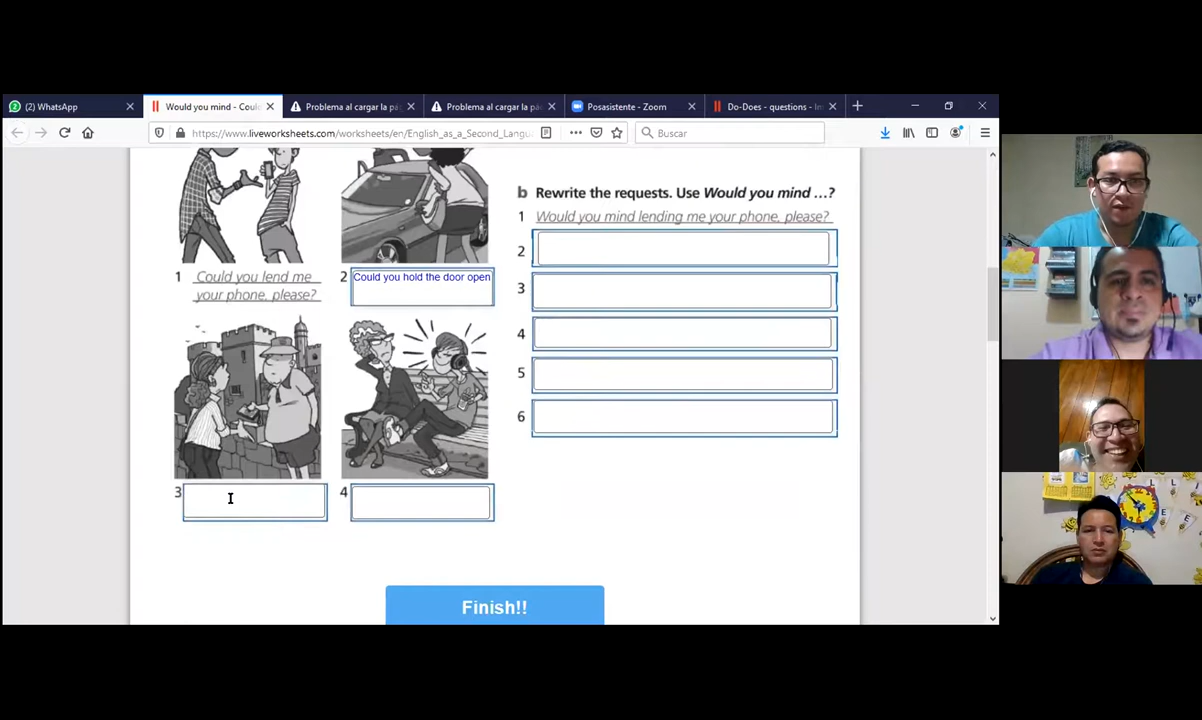 (2) WhatsApp
Would you mind - Coul
Problema al cargar la pá
Problema al cargar la pá
Posasistente - Zoom
Do-Does - questions - In
https://www.liveworksheets.com/worksheets/en/English_as_a_Second_Langu
Buscar
b Rewrite the requests. Use Would you mind ...?
1 Would you mind lending me your phone, please?
2
3
4
5
6
1 Could you lend me
your phone, please?
2 Could you hold the door open
3
4
Finish!!